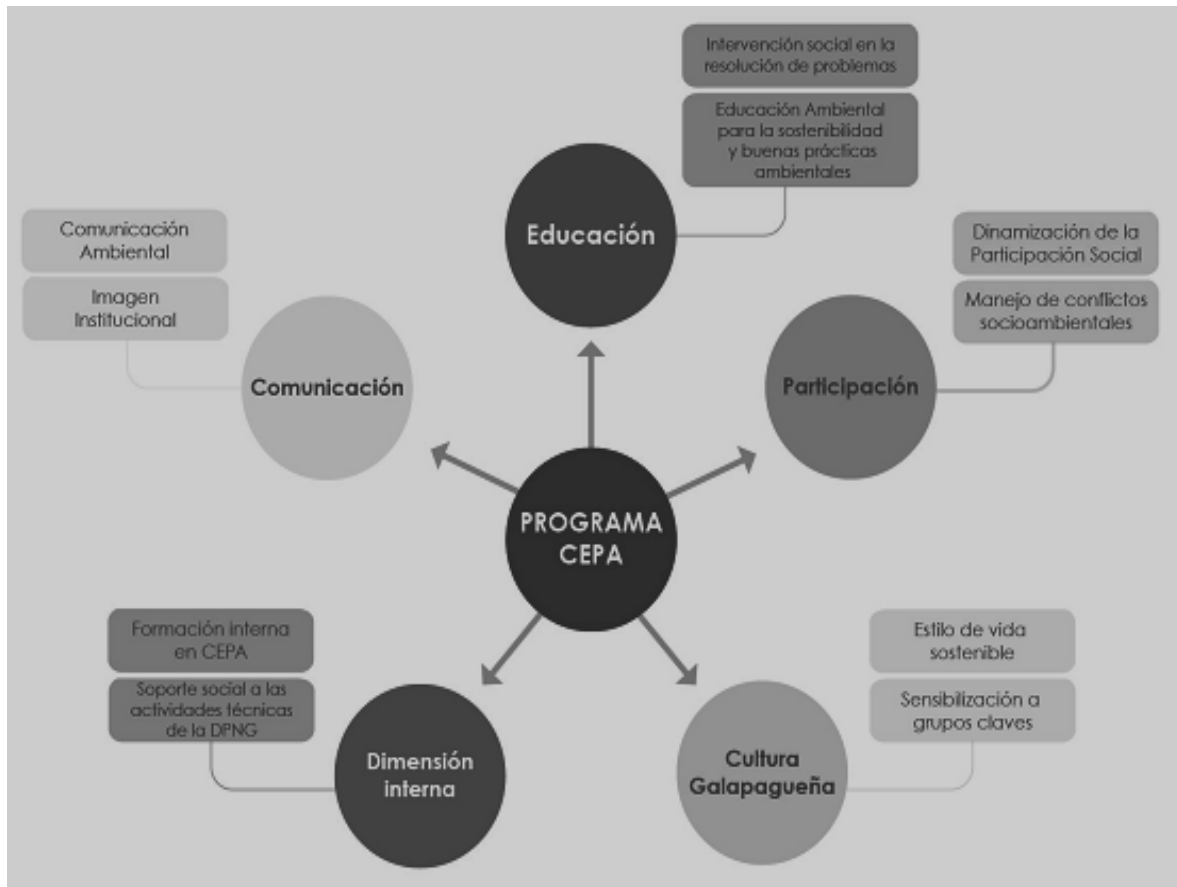 Intervención social en la
resolución de problemas
Educación Ambiental
para la sostenibilidad
y buenas prácticas
ambientales
Educación
Comunicación
Ambiental
Imagen
Institucional
Comunicación
Dinamización de la
Participación Social
Manejo de conflictos
socioambientales
Participación
PROGRAMA
CEPA
Formación interna
en CEPA
Soporte social a las
actividades técnicas
de la DPNG
Dimensión
interna
Estilo de vida
sostenible
Sensibilización a
grupos claves
Cultura
Galapagueña